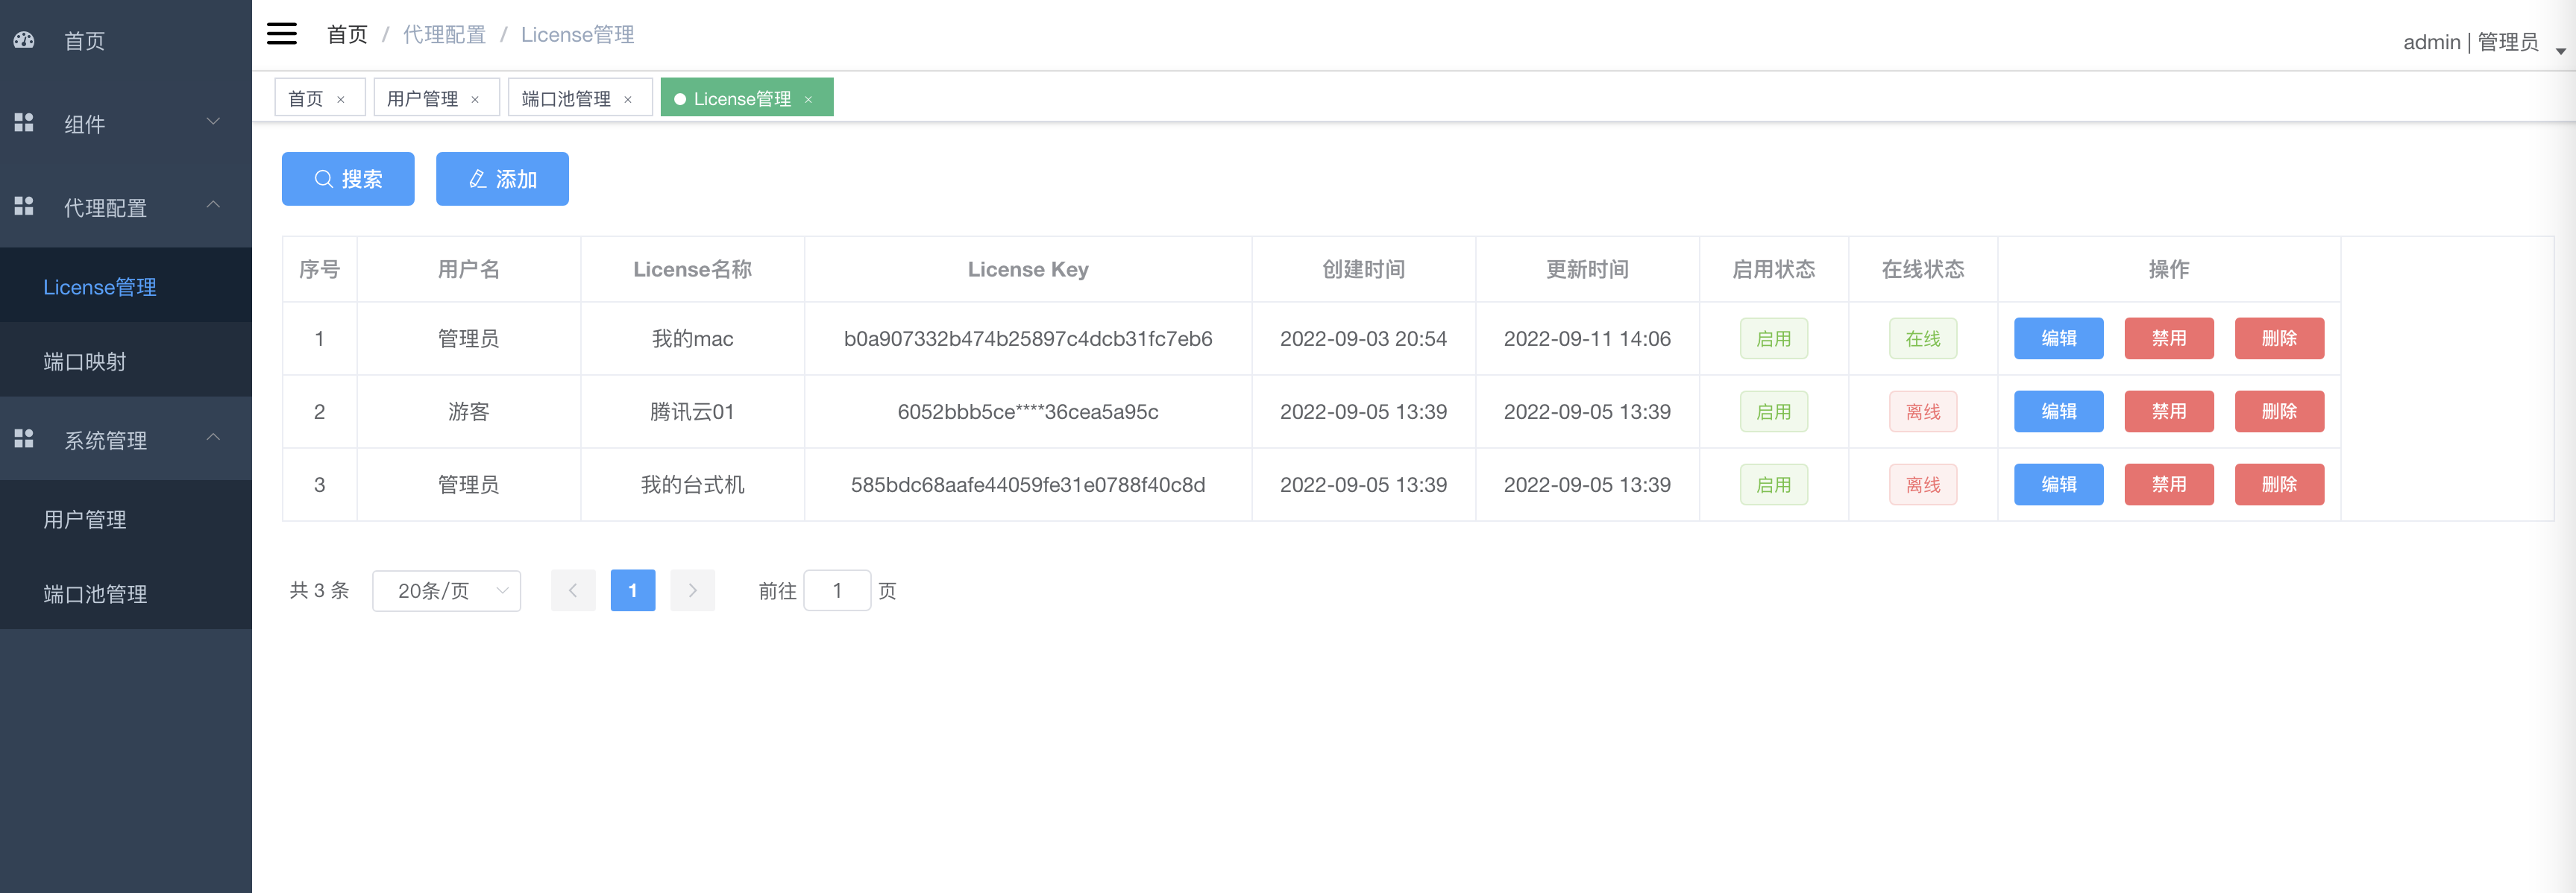 首页
组件
代理配置
License管理
端口映射
系统管理
用户管理
端口池管理
首页 / 代理配置 / License管理
admin | 管理员
首页 × 用户管理 × 端口池管理 × License管理 ×
搜索 添加
序号 用户名 License名称 License Key 创建时间 更新时间 启用状态 在线状态 操作
1 管理员 我的mac b0a907332b474b25897c4dcb31fc7eb6 2022-09-03 20:54 2022-09-11 14:06 启用 在线 编辑 禁用 删除
2 游客 腾讯云01 6052bbb5ce****36cea5a95c 2022-09-05 13:39 2022-09-05 13:39 启用 离线 编辑 禁用 删除
3 管理员 我的台式机 585bdc68aafe44059fe31e0788f40c8d 2022-09-05 13:39 2022-09-05 13:39 启用 离线 编辑 禁用 删除
共 3 条 20条/页 1 前往 1 页